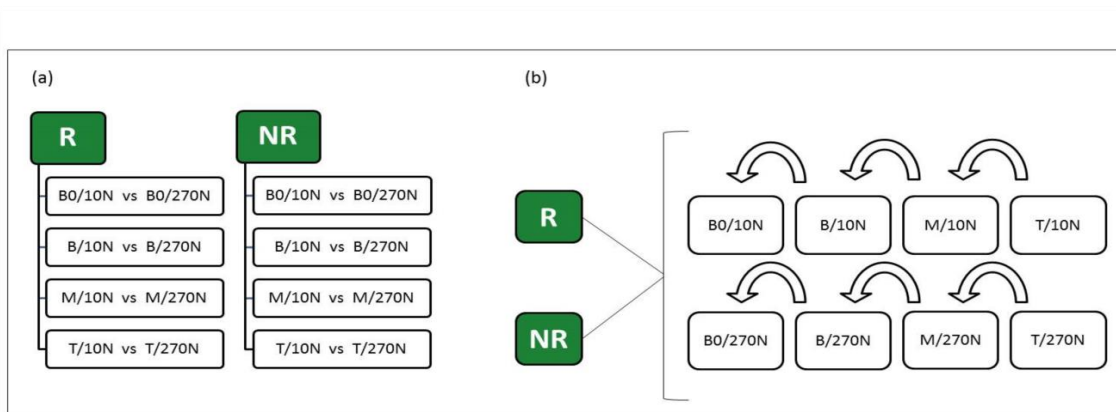 (a)
R
B0/10N vs B0/270N
B/10N vs B/270N
M/10N vs M/270N
T/10N vs T/270N
NR
B0/10N vs B0/270N
B/10N vs B/270N
M/10N vs M/270N
T/10N vs T/270N
(b)
R
NR
B0/10N B/10N M/10N T/10N
B0/270N B/270N M/270N T/270N